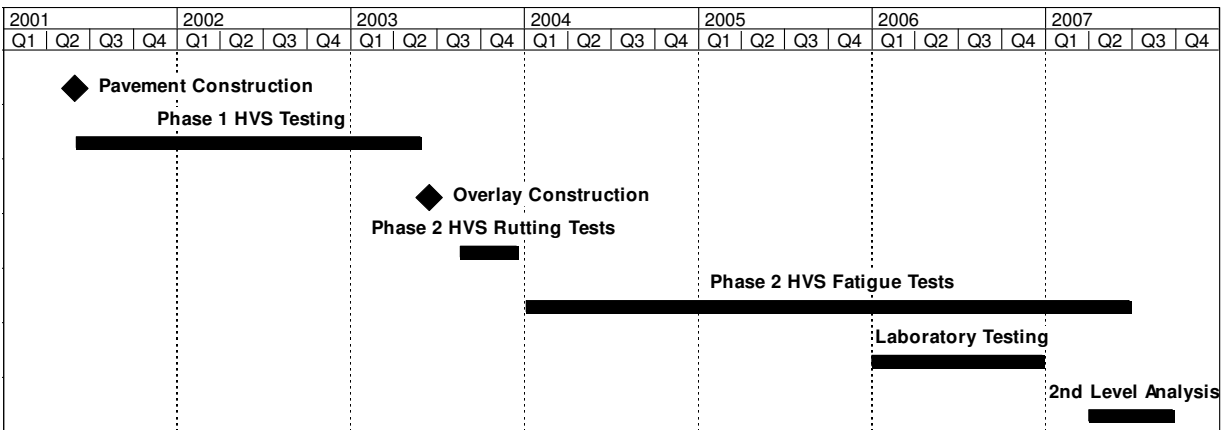 2001 2002 2003 2004 2005 2006 2007
Q1 Q2 Q3 Q4 Q1 Q2 Q3 Q4 Q1 Q2 Q3 Q4 Q1 Q2 Q3 Q4 Q1 Q2 Q3 Q4 Q1 Q2 Q3 Q4 Q1 Q2 Q3 Q4
Pavement Construction
Phase 1 HVS Testing
Overlay Construction
Phase 2 HVS Rutting Tests
Phase 2 HVS Fatigue Tests
Laboratory Testing
2nd Level Analysis